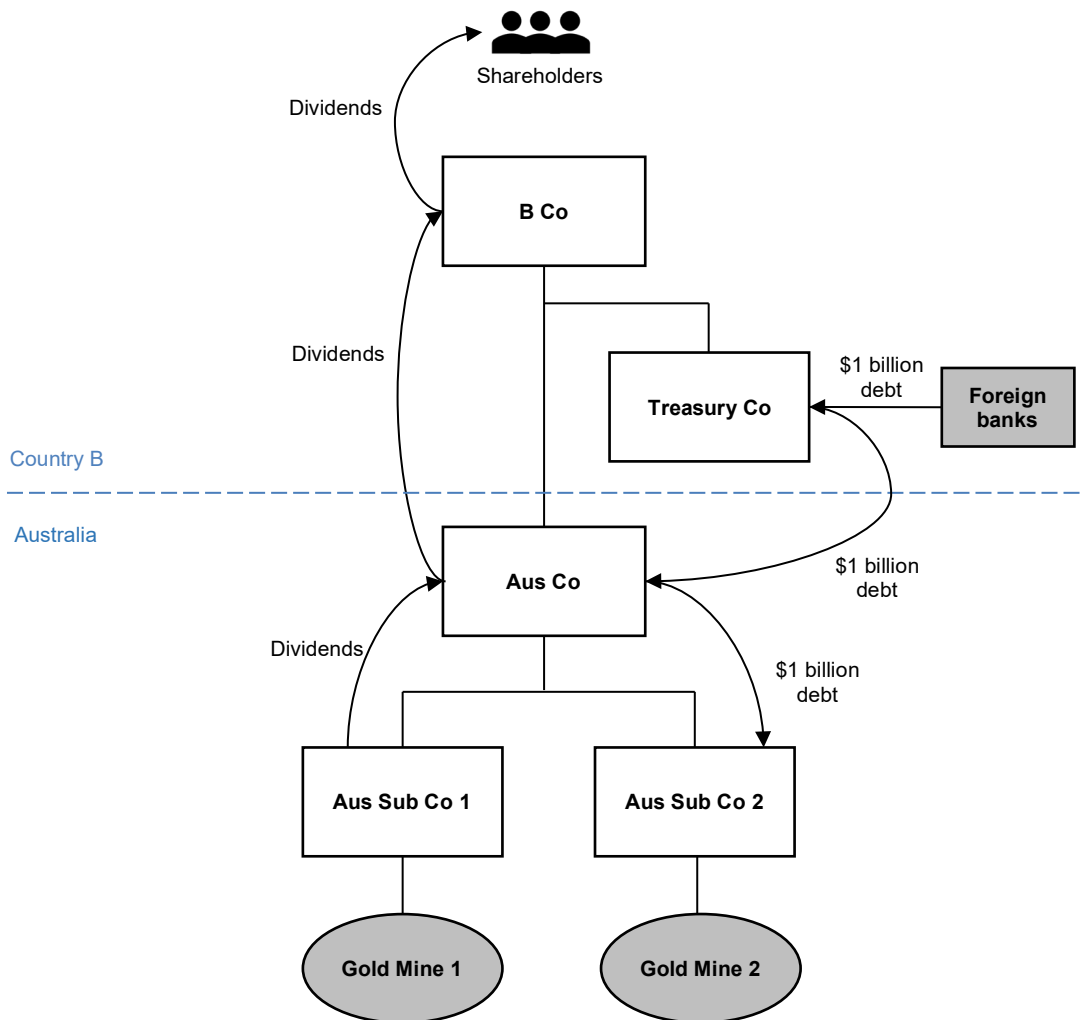 Shareholders
Dividends
B Co
Dividends
$1 billion
debt
Foreign
banks
Treasury Co
Country B
Australia
Aus Co
$1 billion
debt
Dividends
$1 billion
debt
Aus Sub Co 1
Aus Sub Co 2
Gold Mine 1
Gold Mine 2